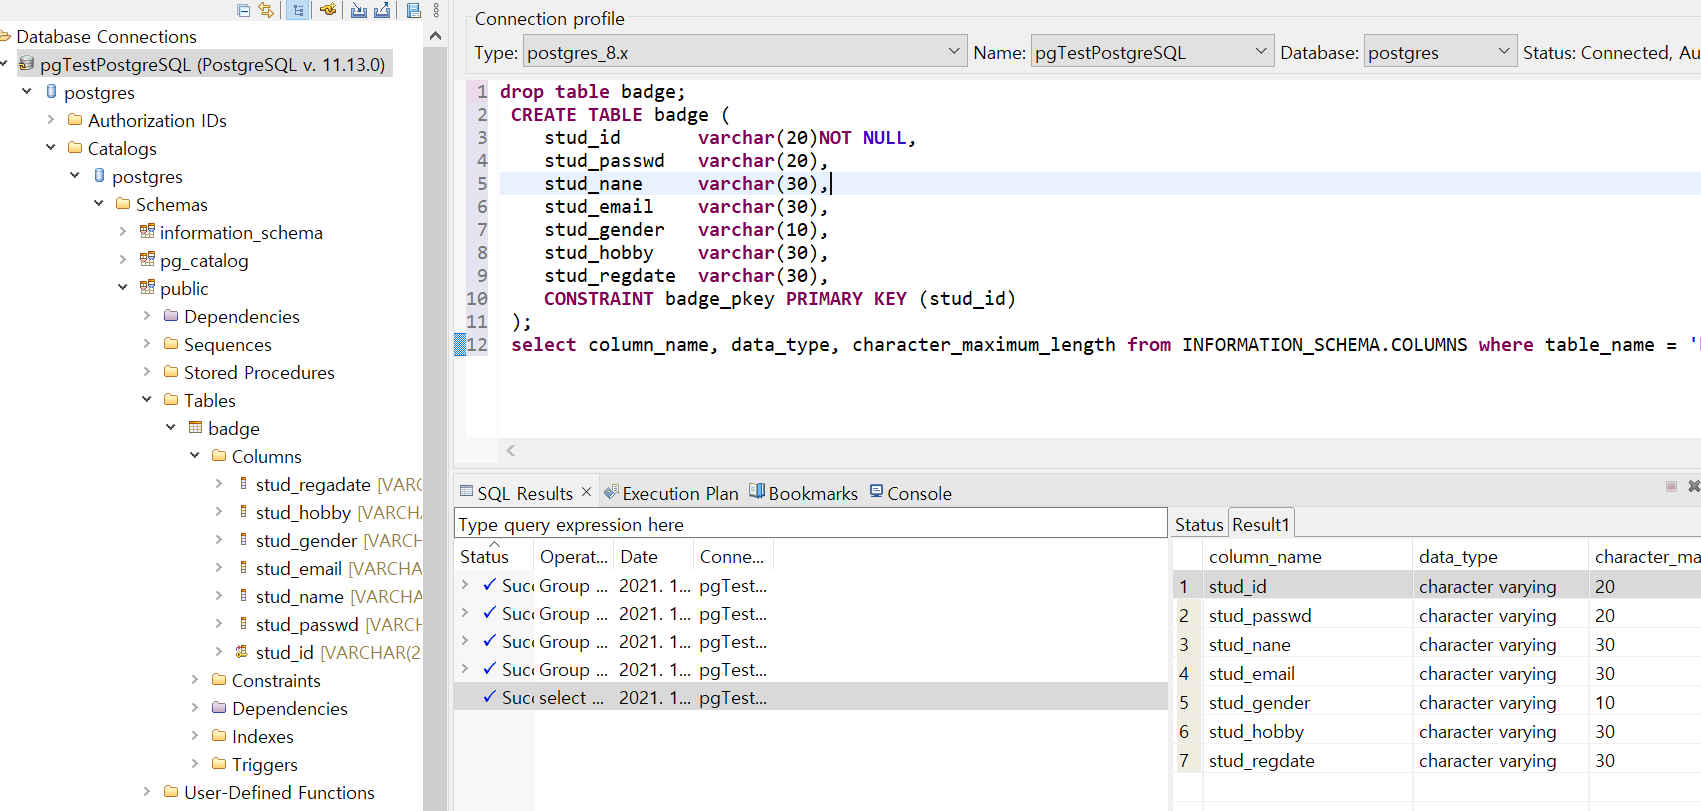 Database Connections
pgTestPostgreSQL (PostgreSQL v. 11.13.0)
postgres
Authorization IDs
Catalogs
postgres
Schemas
information_schema
pg_catalog
public
Dependencies
Sequences
Stored Procedures
Tables
badge
Columns
stud_regadate [VARC
stud_hobby [VARCHA
stud_gender [VARCH
stud_email [VARCHA
stud_name [VARCHA
stud_passwd [VARCH
stud_id [VARCHAR(2
Constraints
Dependencies
Indexes
Triggers
User-Defined Functions
Connection profile
Type: postgres_8.x Name: pgTestPostgreSQL Database: postgres Status: Connected, Au
1 drop table badge;
2 CREATE TABLE badge (
3 stud_id varchar(20)NOT NULL,
4 stud_passwd varchar(20),
5 stud_nane varchar(30),
6 stud_email varchar(30),
7 stud_gender varchar(10),
8 stud_hobby varchar(30),
9 stud_regdate varchar(30),
10 CONSTRAINT badge_pkey PRIMARY KEY (stud_id)
11 );
12 select column_name, data_type, character_maximum_length from INFORMATION_SCHEMA.COLUMNS where table_name = '
SQL Results Execution Plan Bookmarks Console
Type query expression here
Status Operat... Date Conne...
Succ Group ... 2021. 1... pgTest...
Succ Group ... 2021. 1... pgTest...
Succ Group ... 2021. 1... pgTest...
Succ Group ... 2021. 1... pgTest...
Succ select ... 2021. 1... pgTest...
Status Result1
column_name data_type character_ma
1 stud_id character varying 20
2 stud_passwd character varying 20
3 stud_nane character varying 30
4 stud_email character varying 30
5 stud_gender character varying 10
6 stud_hobby character varying 30
7 stud_regdate character varying 30